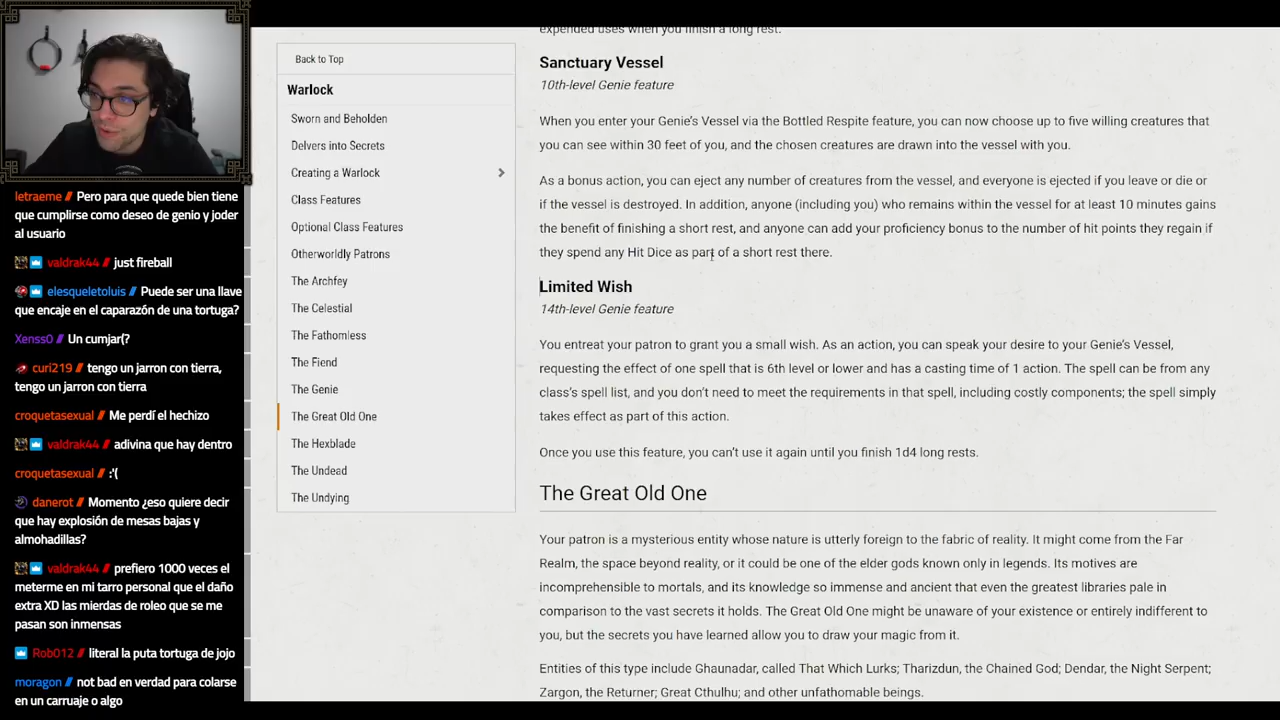 letraeme // Pero para que quede bien tiene
que cumplirse como deseo de genio y joder
al usuario
valdrak44 // just fireball
elesqueletoluis // Puede ser una llave
que encaje en el caparazón de una tortuga?
Xenss0 // Un cumjar(?
curi219 // tengo un jarron con tierra,
tengo un jarron con tierra
croquetasexual // Me perdí el hechizo
valdrak44 // adivina que hay dentro
croquetasexual // :'(
danerot // Momento ¿eso quiere decir
que hay explosión de mesas bajas y
almohadillas?
valdrak44 // prefiero 1000 veces el
meterme en mi tarro personal que el daño
extra XD las mierdas de roleo que se me
pasan son inmensas
Rob012 // literal la puta tortuga de jojo
moragon // not bad en verdad para colarse
en un carruaje o algo
Back to Top
Warlock
Sworn and Beholden
Delvers into Secrets
Creating a Warlock
Class Features
Optional Class Features
Otherworldly Patrons
The Archfey
The Celestial
The Fathomless
The Fiend
The Genie
The Great Old One
The Hexblade
The Undead
The Undying
expended uses when you finish a long rest.
Sanctuary Vessel
10th-level Genie feature
When you enter your Genie's Vessel via the Bottled Respite feature, you can now choose up to five willing creatures that
you can see within 30 feet of you, and the chosen creatures are drawn into the vessel with you.
As a bonus action, you can eject any number of creatures from the vessel, and everyone is ejected if you leave or die or
if the vessel is destroyed. In addition, anyone (including you) who remains within the vessel for at least 10 minutes gains
the benefit of finishing a short rest, and anyone can add your proficiency bonus to the number of hit points they regain if
they spend any Hit Dice as part of a short rest there.
Limited Wish
14th-level Genie feature
You entreat your patron to grant you a small wish. As an action, you can speak your desire to your Genie's Vessel,
requesting the effect of one spell that is 6th level or lower and has a casting time of 1 action. The spell can be from any
class's spell list, and you don't need to meet the requirements in that spell, including costly components; the spell simply
takes effect as part of this action.
Once you use this feature, you can't use it again until you finish 1d4 long rests.
The Great Old One
Your patron is a mysterious entity whose nature is utterly foreign to the fabric of reality. It might come from the Far
Realm, the space beyond reality, or it could be one of the elder gods known only in legends. Its motives are
incomprehensible to mortals, and its knowledge so immense and ancient that even the greatest libraries pale in
comparison to the vast secrets it holds. The Great Old One might be unaware of your existence or entirely indifferent to
you, but the secrets you have learned allow you to draw your magic from it.
Entities of this type include Ghaunadar, called That Which Lurks; Tharizdun, the Chained God; Dendar, the Night Serpent;
Zargon, the Returner; Great Cthulhu; and other unfathomable beings.